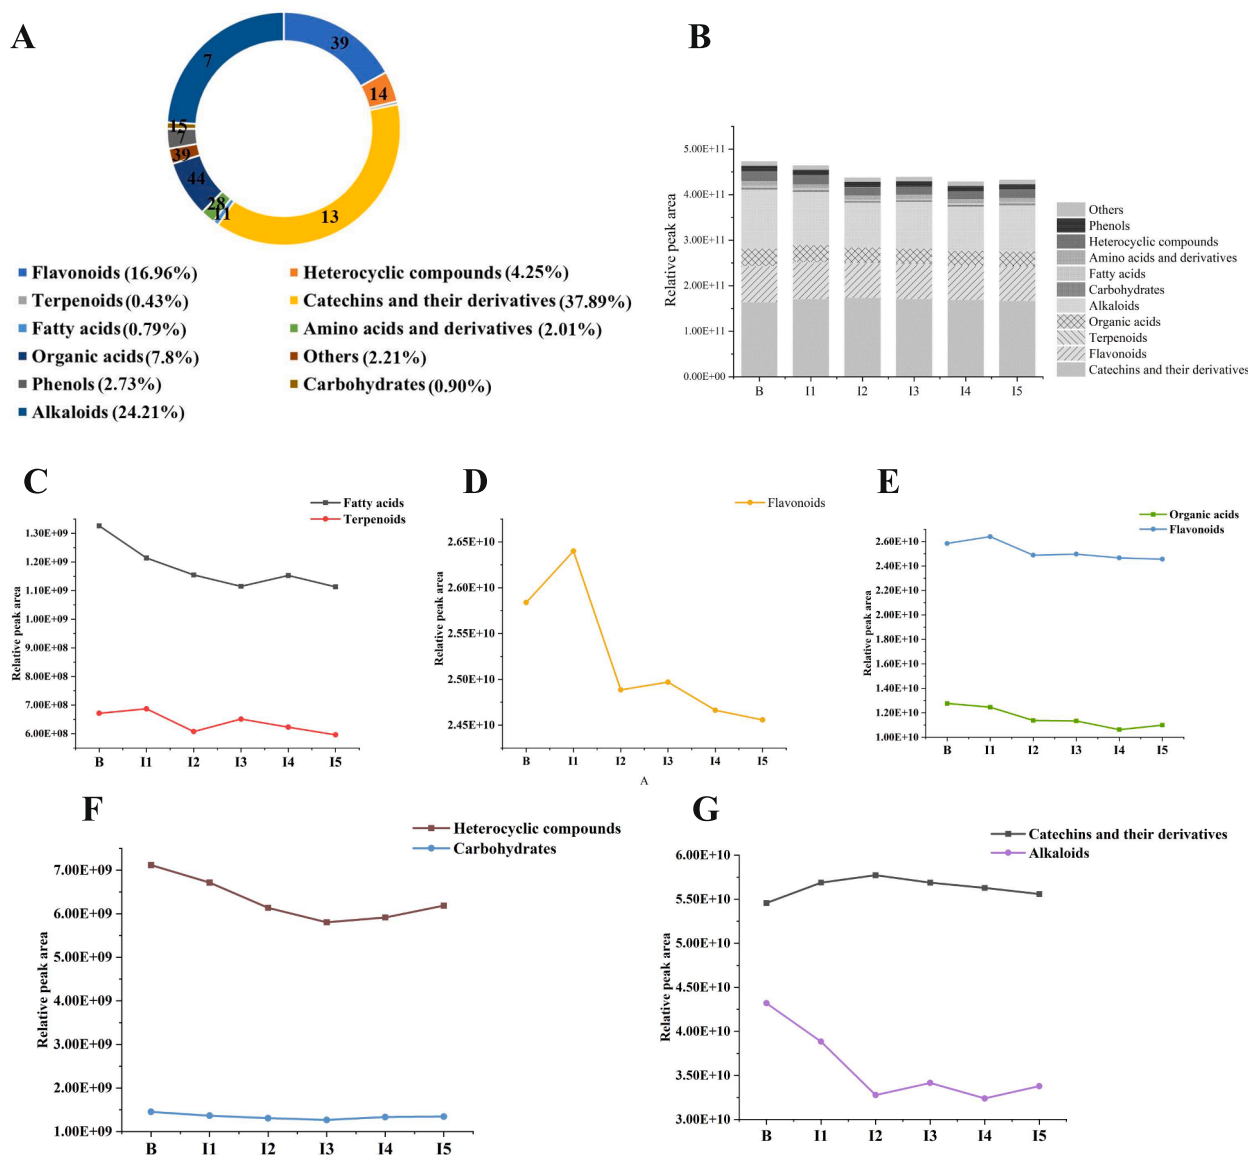 A
39
14
13
28
11
44
39
7
15
7
Flavonoids (16.96%)
Heterocyclic compounds (4.25%)
Terpenoids (0.43%)
Catechins and their derivatives (37.89%)
Fatty acids (0.79%)
Amino acids and derivatives (2.01%)
Organic acids (7.8%)
Others (2.21%)
Phenols (2.73%)
Carbohydrates (0.90%)
Alkaloids (24.21%)
B
Relative peak area
5.00E+11
4.00E+11
3.00E+11
2.00E+11
1.00E+11
0.00E+00
B I1 I2 I3 I4 I5
Others
Phenols
Heterocyclic compounds
Amino acids and derivatives
Fatty acids
Carbohydrates
Alkaloids
Organic acids
Terpenoids
Flavonoids
Catechins and their derivatives
C
Fatty acids
Terpenoids
Relative peak area
1.30E+09
1.20E+09
1.10E+09
1.00E+09
9.00E+08
8.00E+08
7.00E+08
6.00E+08
B I1 I2 I3 I4 I5
D
Flavonoids
Relative peak area
2.65E+10
2.60E+10
2.55E+10
2.50E+10
2.45E+10
B I1 I2 I3 I4 I5
A
E
Organic acids
Flavonoids
Relative peak area
2.60E+10
2.40E+10
2.20E+10
2.00E+10
1.80E+10
1.60E+10
1.40E+10
1.20E+10
1.00E+10
B I1 I2 I3 I4 I5
F
Heterocyclic compounds
Carbohydrates
Relative peak area
7.00E+09
6.00E+09
5.00E+09
4.00E+09
3.00E+09
2.00E+09
1.00E+09
B I1 I2 I3 I4 I5
G
Catechins and their derivatives
Alkaloids
Relative peak area
6.00E+10
5.50E+10
5.00E+10
4.50E+10
4.00E+10
3.50E+10
3.00E+10
B I1 I2 I3 I4 I5